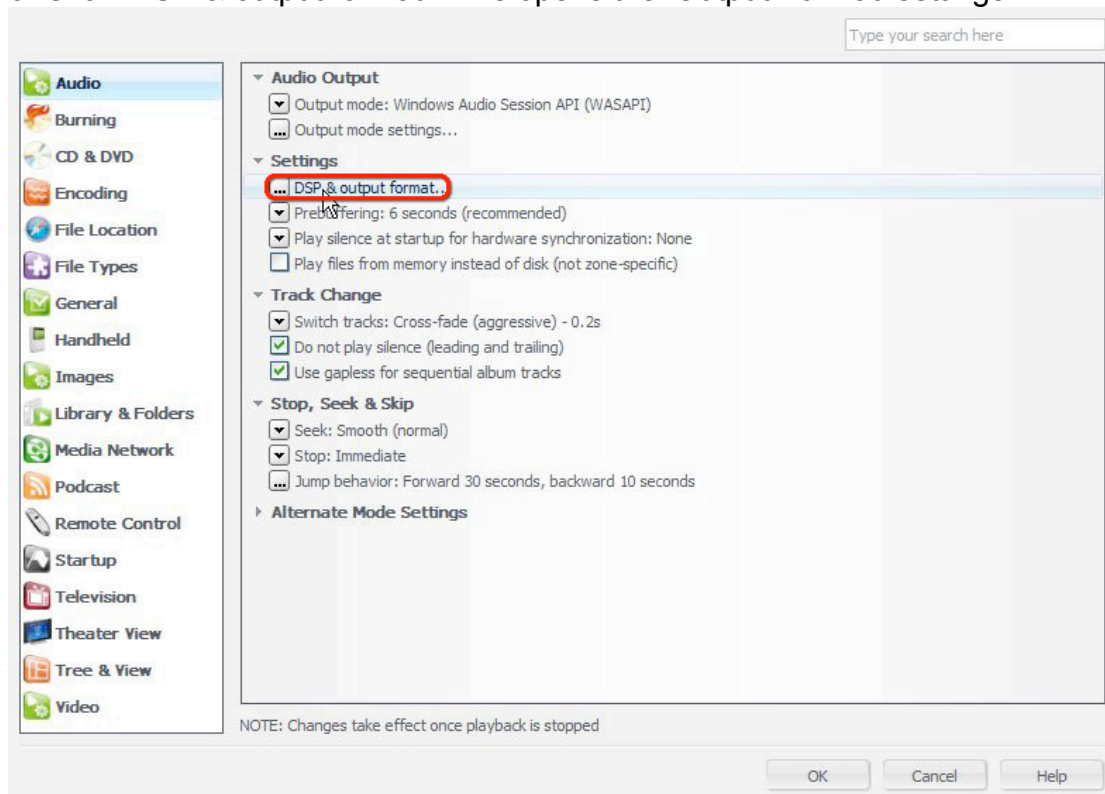 Type your search here
Audio
Burning
CD & DVD
Encoding
File Location
File Types
General
Handheld
Images
Library & Folders
Media Network
Podcast
Remote Control
Startup
Television
Theater View
Tree & View
Video
Audio Output
Output mode: Windows Audio Session API (WASAPI)
Output mode settings...
Settings
DSP & output format...
Prebuffering: 6 seconds (recommended)
Play silence at startup for hardware synchronization: None
Play files from memory instead of disk (not zone-specific)
Track Change
Switch tracks: Cross-fade (aggressive) - 0.2s
Do not play silence (leading and trailing)
Use gapless for sequential album tracks
Stop, Seek & Skip
Seek: Smooth (normal)
Stop: Immediate
Jump behavior: Forward 30 seconds, backward 10 seconds
Alternate Mode Settings
NOTE: Changes take effect once playback is stopped
OK Cancel Help